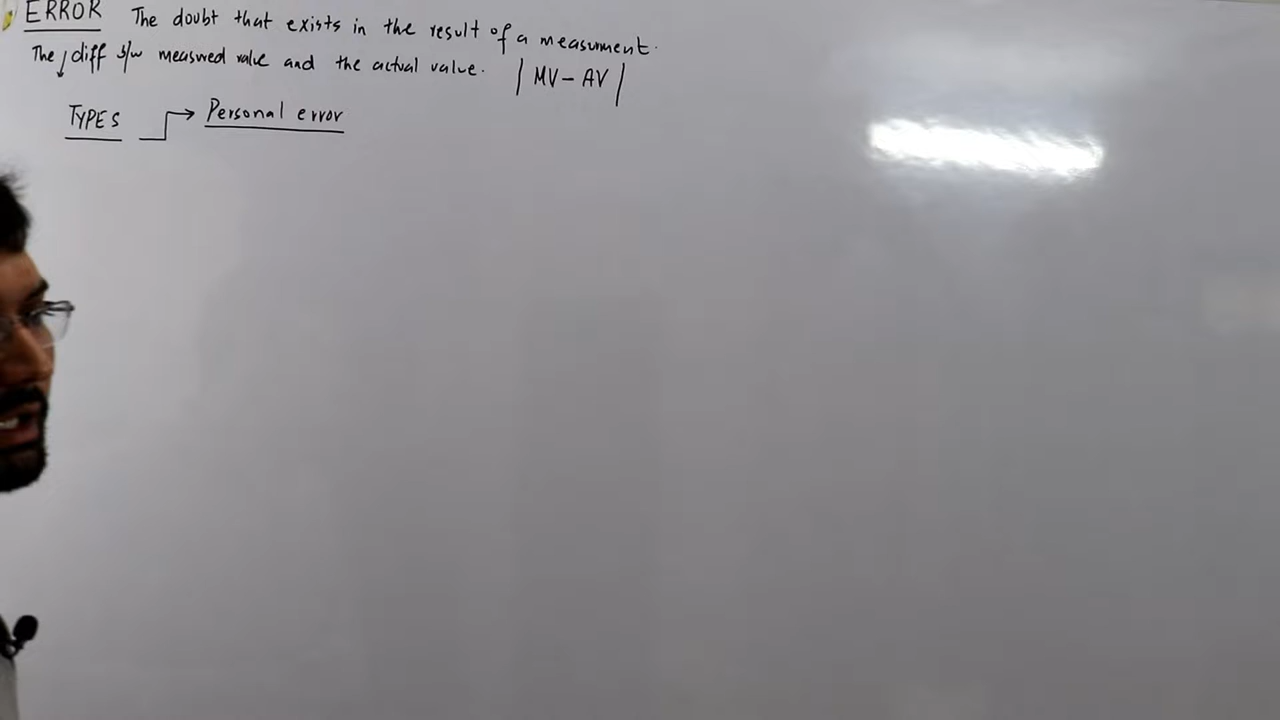 ERROR The doubt that exists in the result of a measurment.
The diff b/w measured value and the actual value. | MV - AV |
TYPES → Personal error